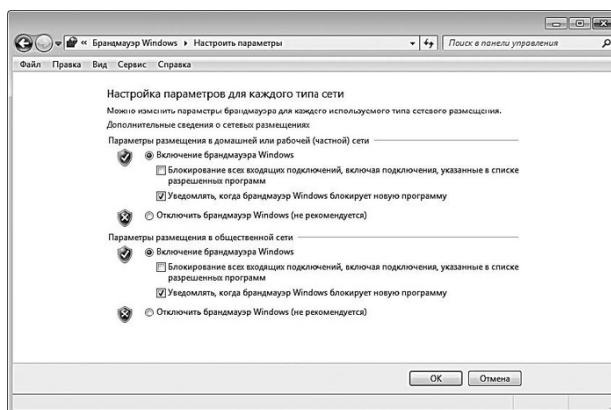 « Брандмауэр Windows ▸ Настроить параметры
Поиск в панели управления
Файл Правка Вид Сервис Справка
Настройка параметров для каждого типа сети
Можно изменить параметры брандмауэра для каждого используемого типа сетевого размещения.
Дополнительные сведения о сетевых размещениях
Параметры размещения в домашней или рабочей (частной) сети
Включение брандмауэра Windows
Блокирование всех входящих подключений, включая подключения, указанные в списке
разрешенных программ
Уведомлять, когда брандмауэр Windows блокирует новую программу
Отключить брандмауэр Windows (не рекомендуется)
Параметры размещения в общественной сети
Включение брандмауэра Windows
Блокирование всех входящих подключений, включая подключения, указанные в списке
разрешенных программ
Уведомлять, когда брандмауэр Windows блокирует новую программу
Отключить брандмауэр Windows (не рекомендуется)
ОК Отмена